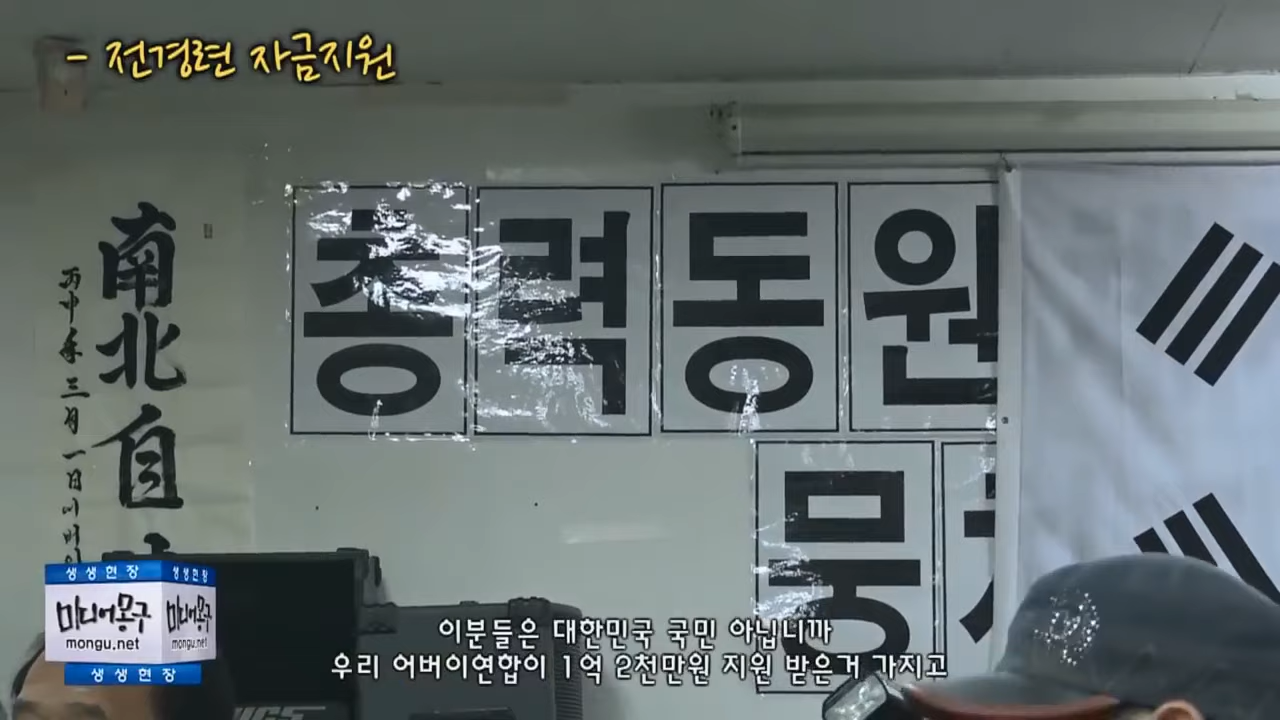 - 전경련 자금지원
총력동원
뭉
南北自
丙申年三月一日 어버이
생생현장 생생현장
미디어몽구 미디어몽구
mongu.net mongu.net
생생현장
이분들은 대한민국 국민 아닙니까
우리 어버이연합이 1억 2천만원 지원 받은거 가지고